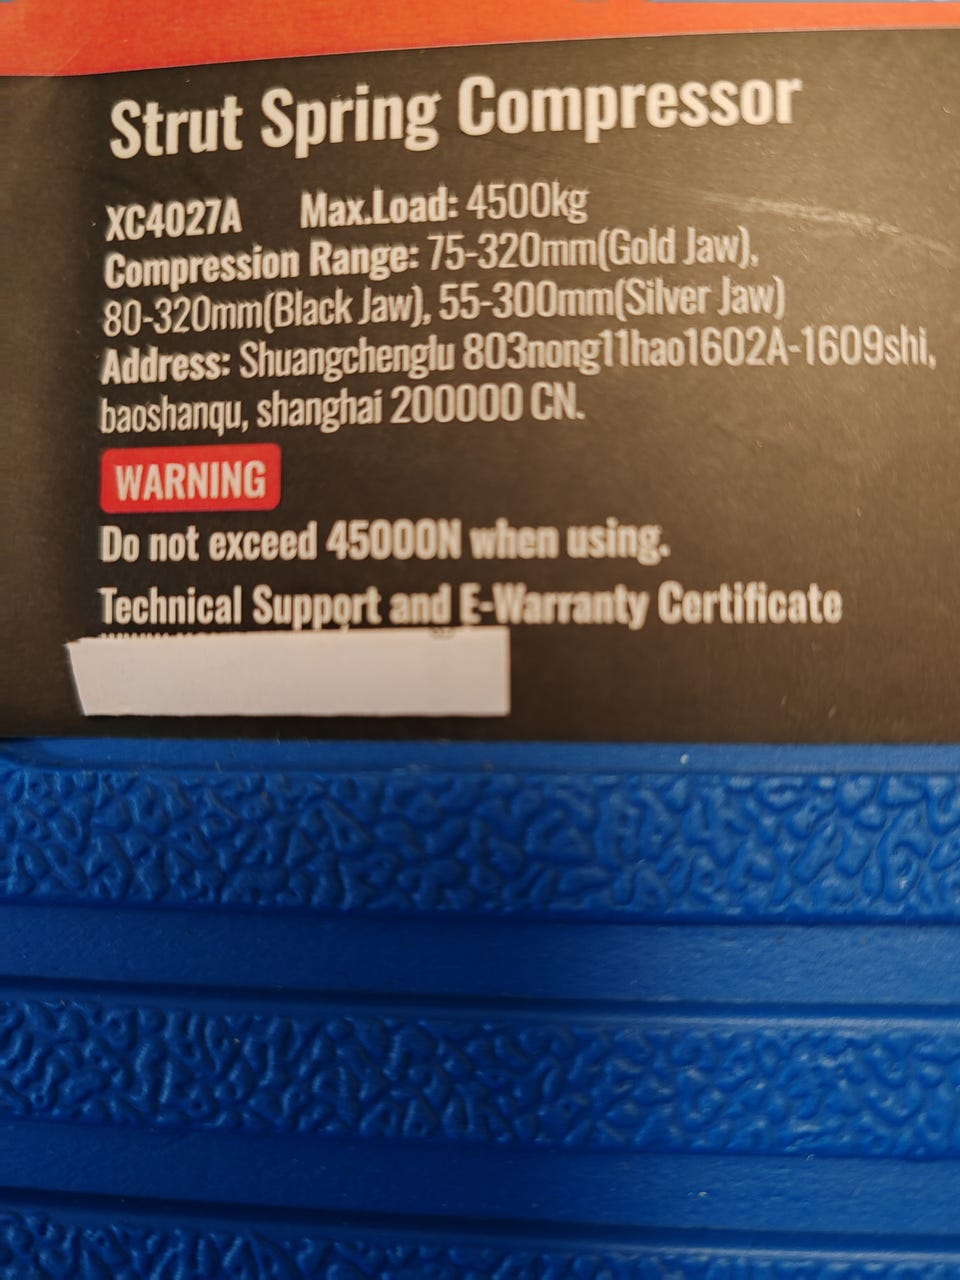 Strut Spring Compressor
XC4027A Max.Load: 4500kg
Compression Range: 75-320mm(Gold Jaw),
80-320mm(Black Jaw), 55-300mm(Silver Jaw)
Address: Shuangchenglu 803nong11hao1602A-1609shi,
baoshanqu, shanghai 200000 CN.
WARNING
Do not exceed 45000N when using.
Technical Support and E-Warranty Certificate